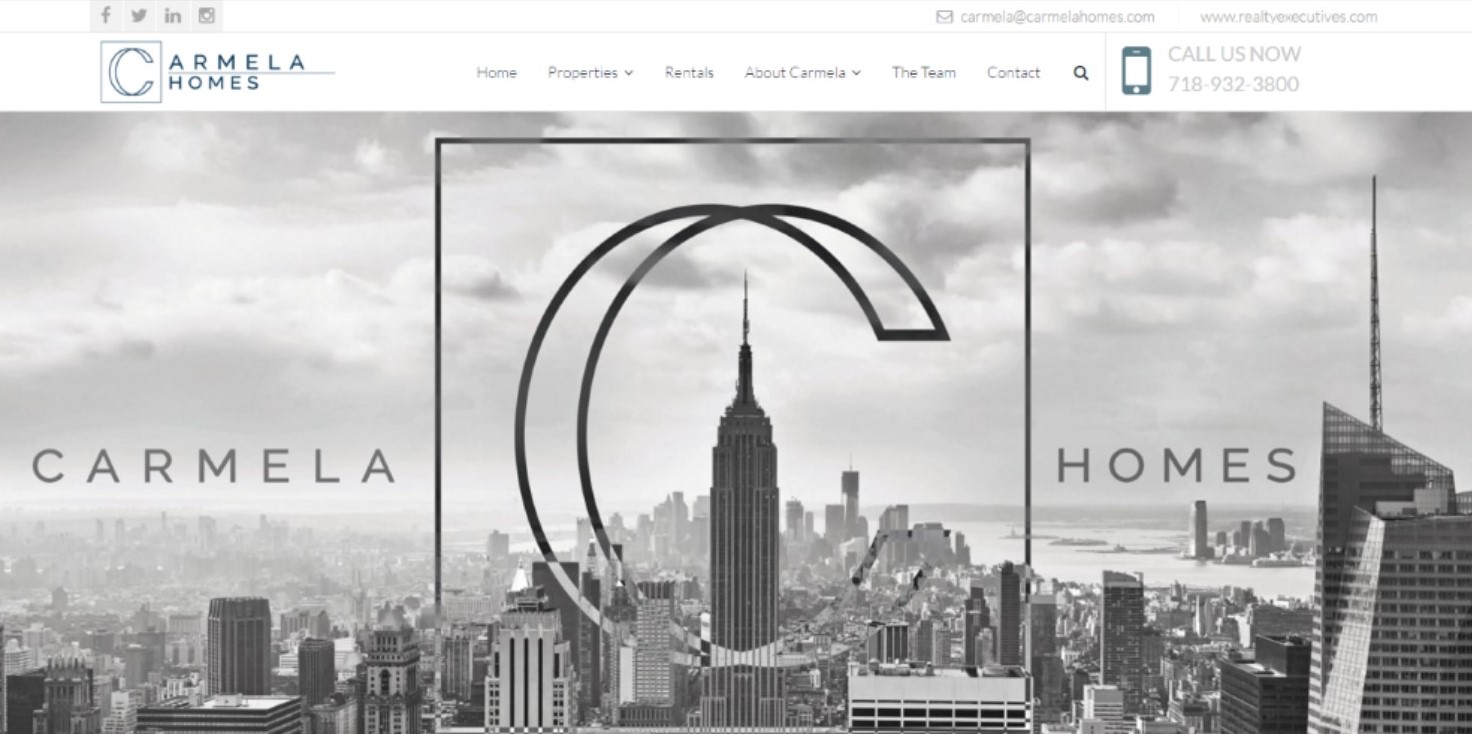 carmela@carmelahomes.com
www.realtyexecutives.com
CARMELA
HOMES
Home
Properties
Rentals
About Carmela
The Team
Contact
CALL US NOW
718-932-3800
C
CARMELA
HOMES